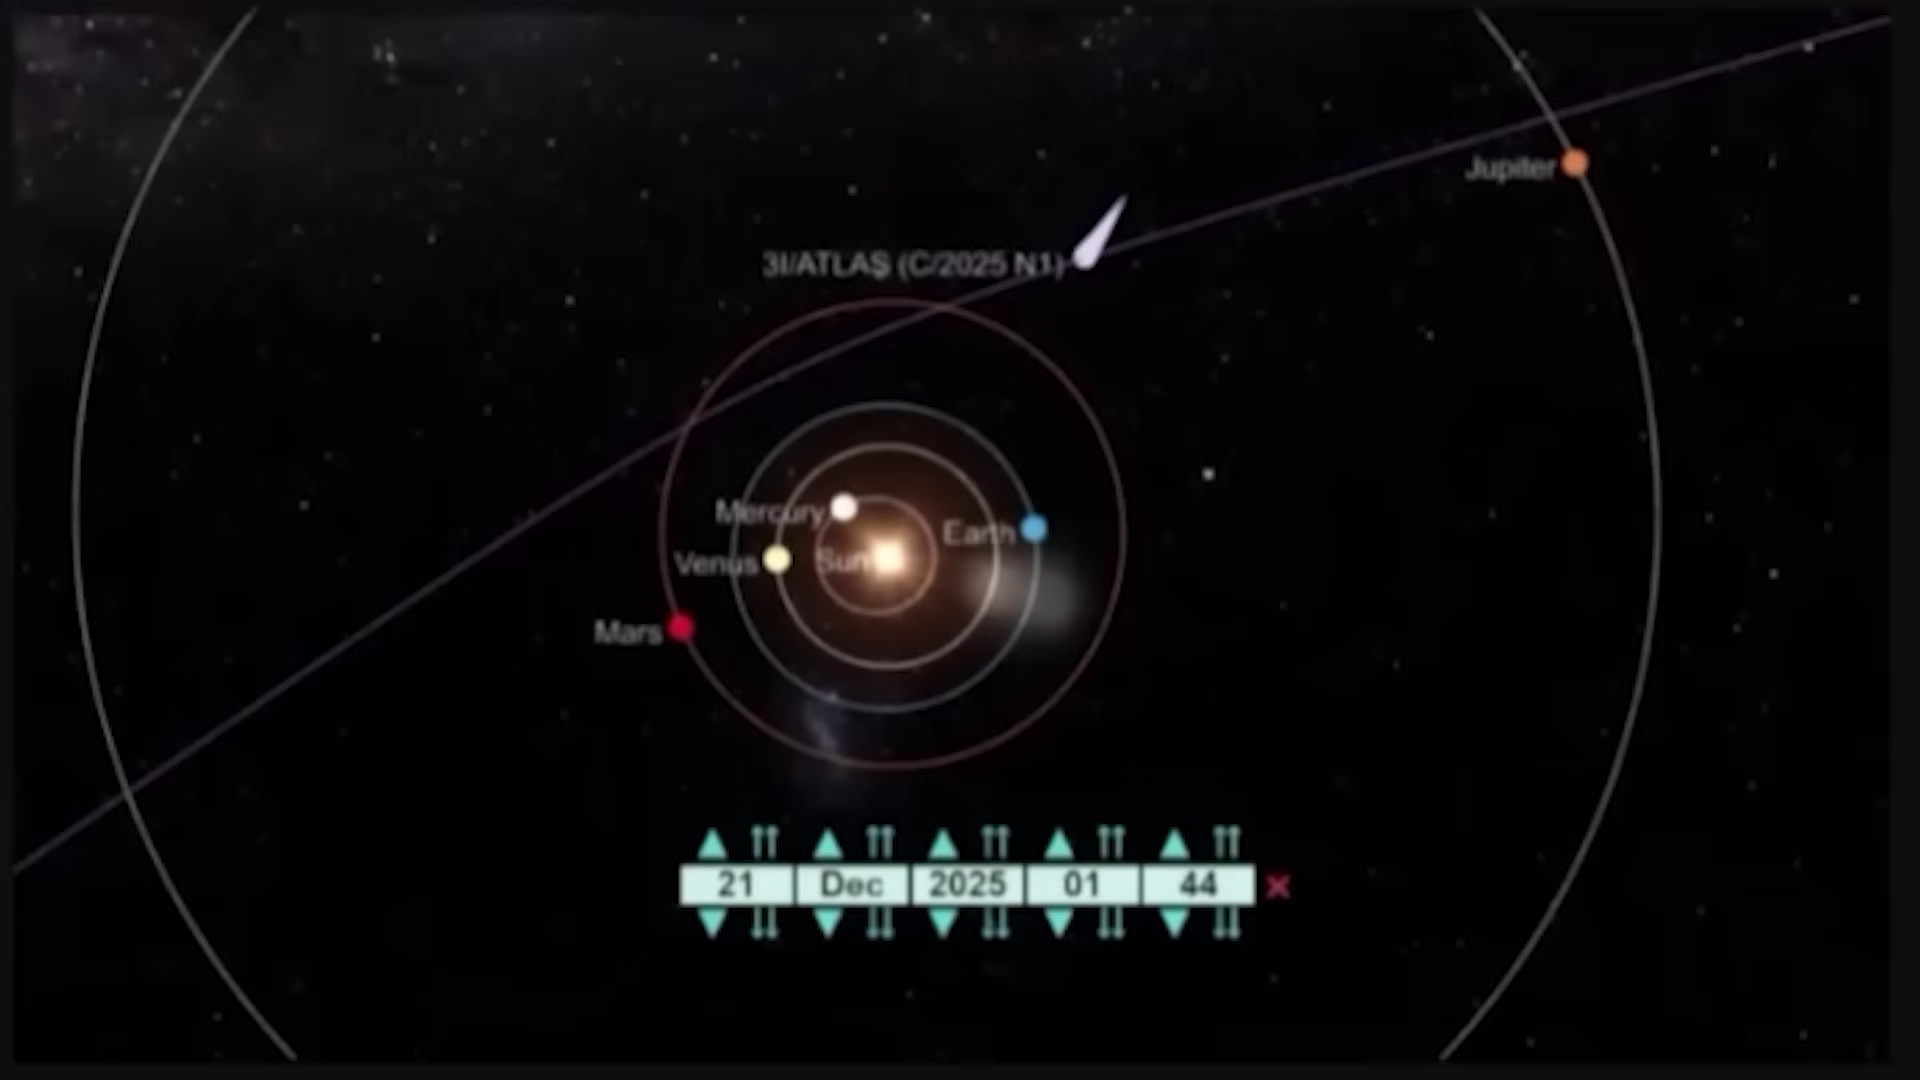 Jupiter
3I/ATLAS (C/2025 N1)
Mercury
Earth
Venus
Sun
Mars
21 Dec 2025 01 44